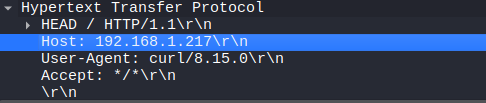 Hypertext Transfer Protocol
HEAD / HTTP/1.1\r\n
Host: 192.168.1.217\r\n
User-Agent: curl/8.15.0\r\n
Accept: */*\r\n
\r\n